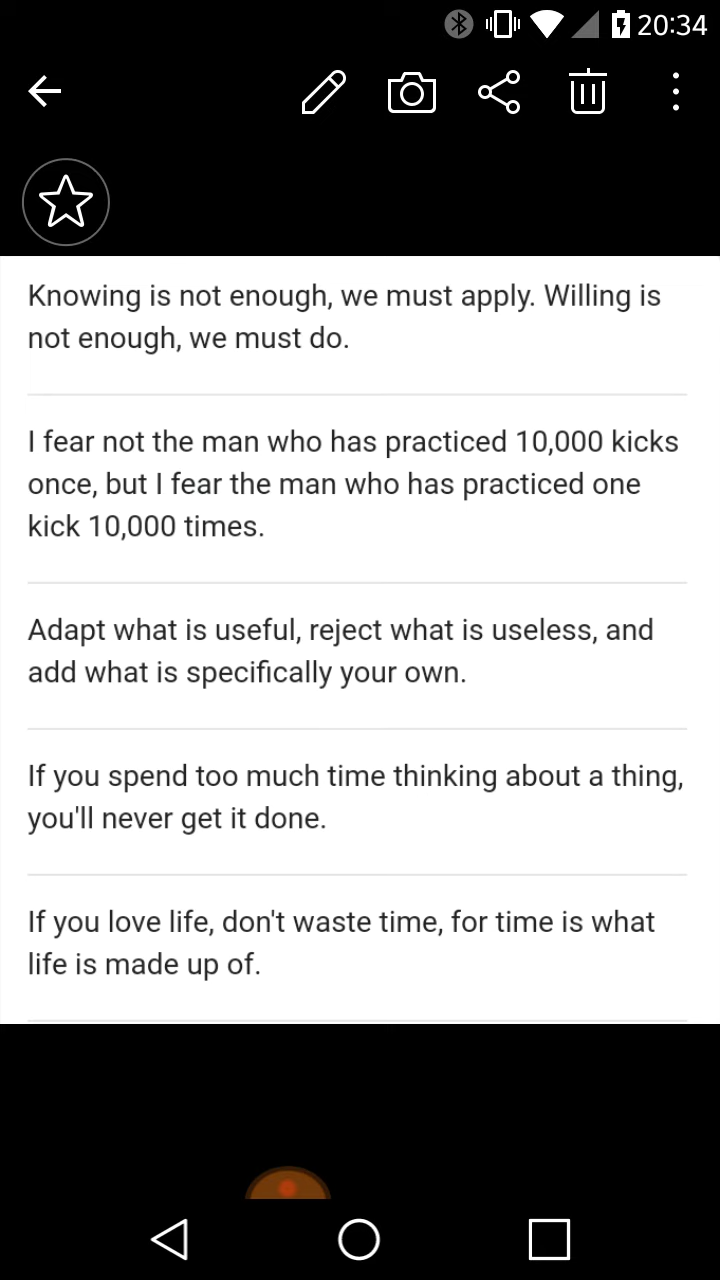 20:34
Knowing is not enough, we must apply. Willing is
not enough, we must do.
I fear not the man who has practiced 10,000 kicks
once, but I fear the man who has practiced one
kick 10,000 times.
Adapt what is useful, reject what is useless, and
add what is specifically your own.
If you spend too much time thinking about a thing,
you'll never get it done.
If you love life, don't waste time, for time is what
life is made up of.